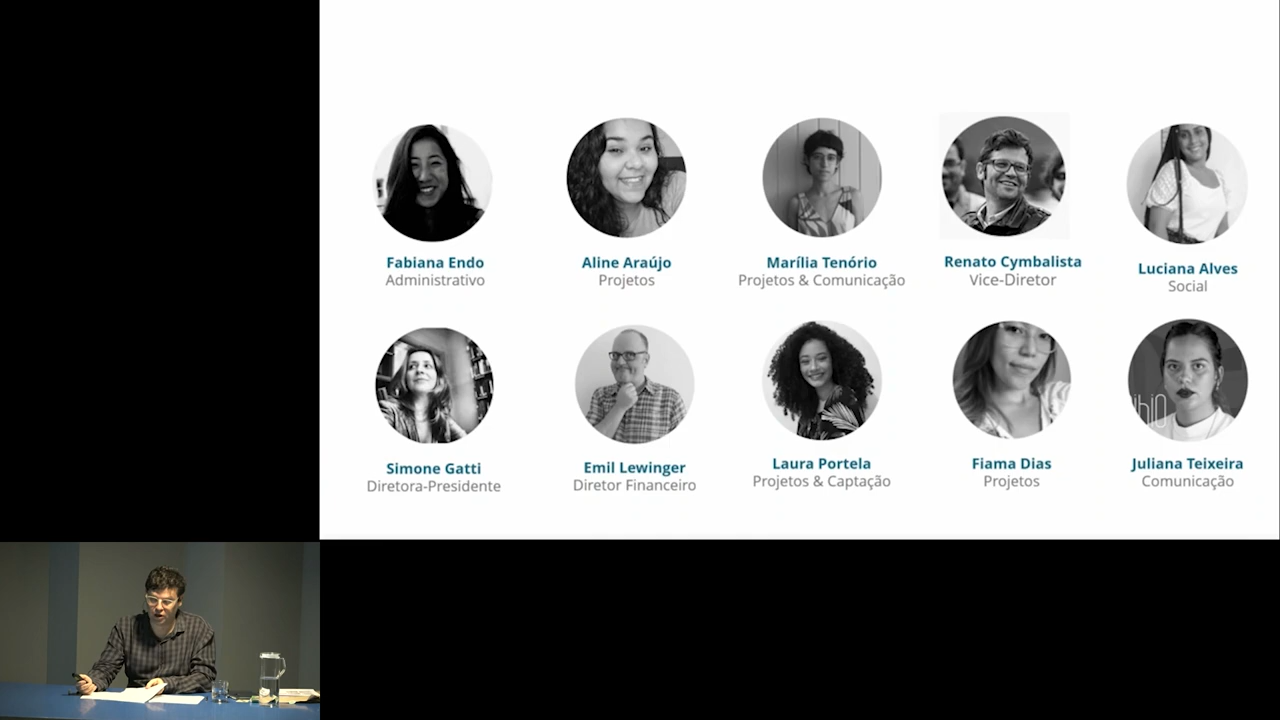 Fabiana Endo
Administrativo
Aline Araújo
Projetos
Marília Tenório
Projetos & Comunicação
Renato Cymbalista
Vice-Diretor
Luciana Alves
Social
Simone Gatti
Diretora-Presidente
Emil Lewinger
Diretor Financeiro
Laura Portela
Projetos & Captação
Fiama Dias
Projetos
Juliana Teixeira
Comunicação